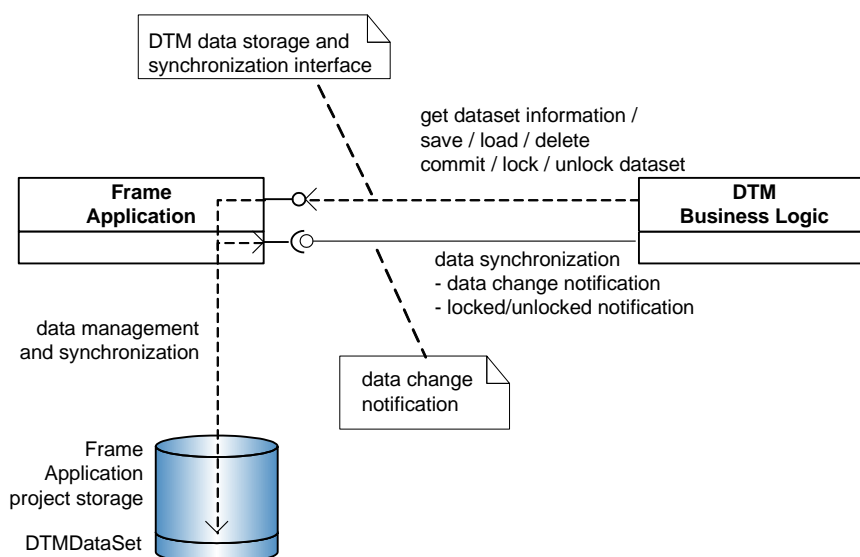 DTM data storage and
synchronization interface
get dataset information /
save / load / delete
commit / lock / unlock dataset
Frame
Application
DTM
Business Logic
data synchronization
- data change notification
- locked/unlocked notification
data management
and synchronization
data change
notification
Frame
Application
project storage
DTMDataSet